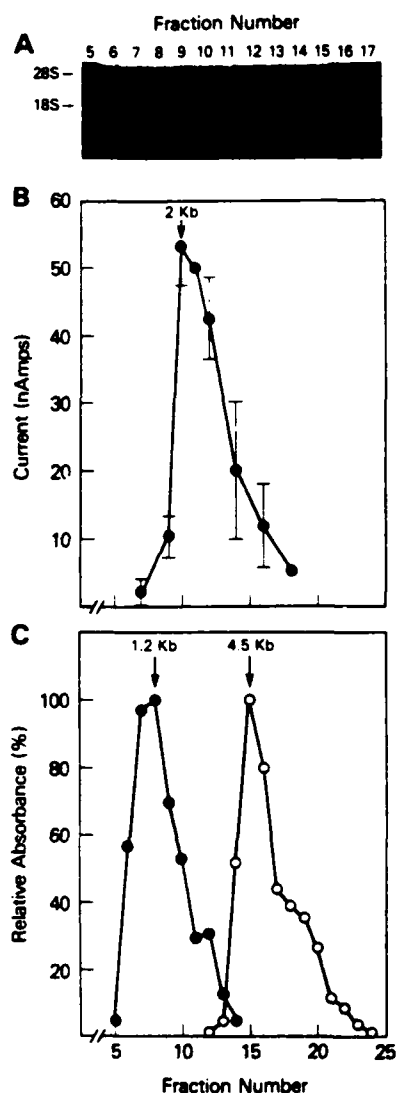 Fraction Number
A
5 6 7 8 9 10 11 12 13 14 15 16 17
28S –
18S –
B
60
2 Kb
50
40
30
20
10
Current (nAmps)
C
1.2 Kb
4.5 Kb
100
80
60
40
20
Relative Absorbance (%)
5 10 15 20 25
Fraction Number